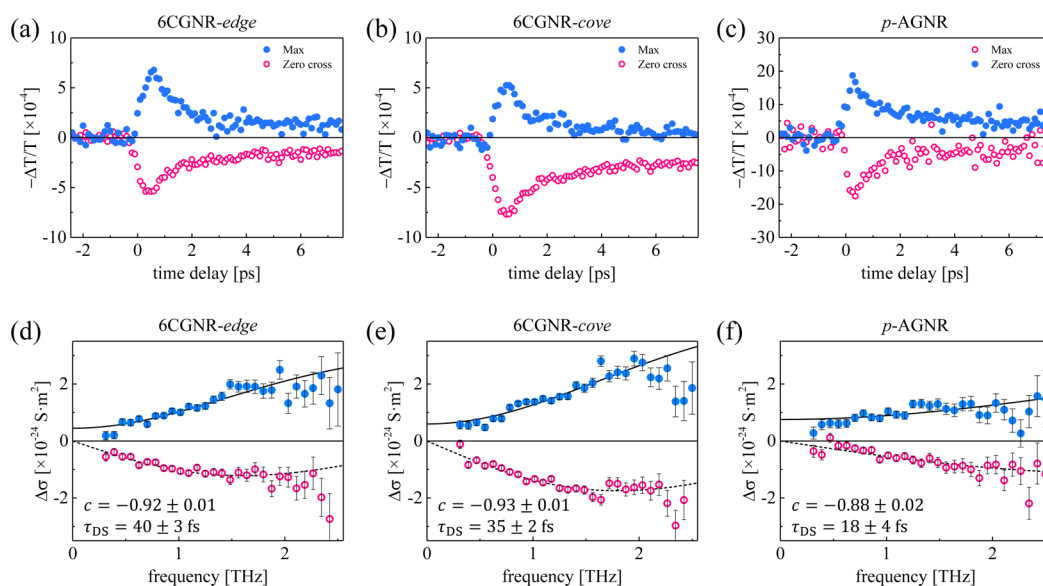 (a)
6CGNR-edge
Max
Zero cross
10
5
0
-5
-10
−ΔT/T [×10⁻⁴]
-2 0 2 4 6
time delay [ps]
(b)
6CGNR-cove
Max
Zero cross
10
5
0
-5
-10
−ΔT/T [×10⁻⁴]
-2 0 2 4 6
time delay [ps]
(c)
p-AGNR
Max
Zero cross
30
20
10
0
-10
-20
-30
−ΔT/T [×10⁻⁴]
-2 0 2 4 6
time delay [ps]
(d)
6CGNR-edge
2
0
-2
Δσ [×10⁻²⁴ S·m²]
c = −0.92 ± 0.01
τDS = 40 ± 3 fs
0 1 2
frequency [THz]
(e)
6CGNR-cove
2
0
-2
Δσ [×10⁻²⁴ S·m²]
c = −0.93 ± 0.01
τDS = 35 ± 2 fs
0 1 2
frequency [THz]
(f)
p-AGNR
2
0
-2
Δσ [×10⁻²⁴ S·m²]
c = −0.88 ± 0.02
τDS = 18 ± 4 fs
0 1 2
frequency [THz]